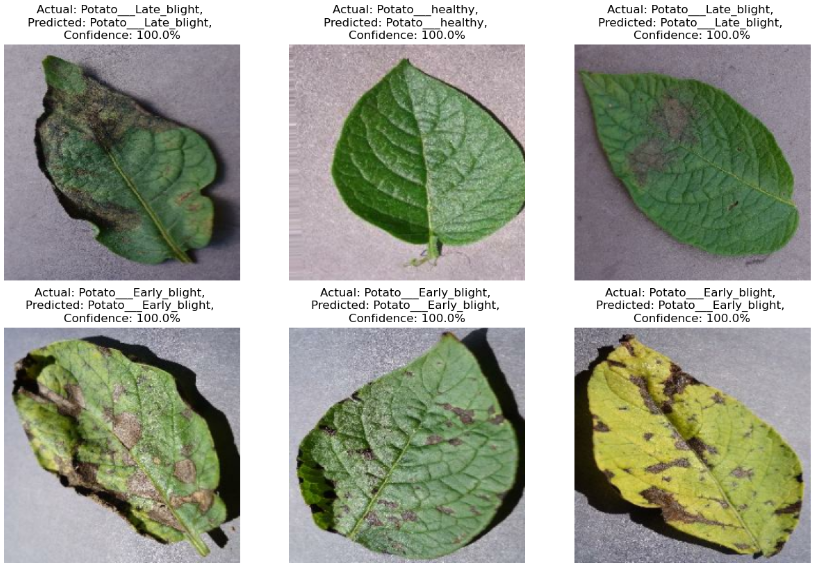 Actual: Potato___Late_blight,
Predicted: Potato___Late_blight,
Confidence: 100.0%
Actual: Potato___healthy,
Predicted: Potato___healthy,
Confidence: 100.0%
Actual: Potato___Late_blight,
Predicted: Potato___Late_blight,
Confidence: 100.0%
Actual: Potato___Early_blight,
Predicted: Potato___Early_blight,
Confidence: 100.0%
Actual: Potato___Early_blight,
Predicted: Potato___Early_blight,
Confidence: 100.0%
Actual: Potato___Early_blight,
Predicted: Potato___Early_blight,
Confidence: 100.0%